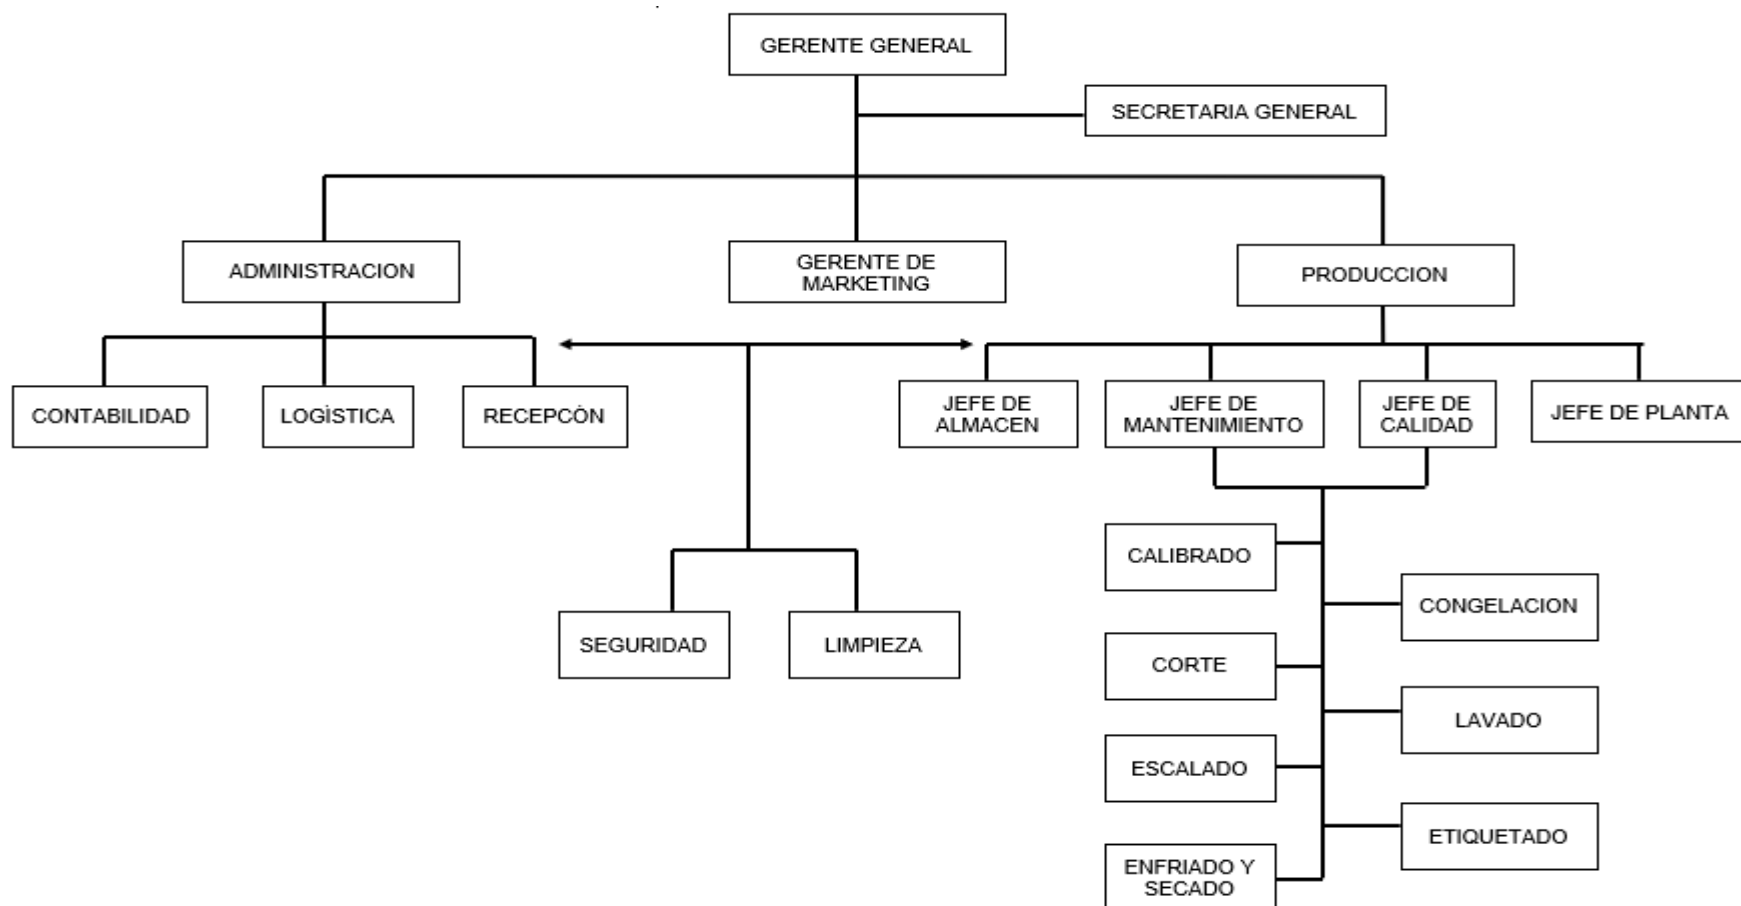 GERENTE GENERAL
SECRETARIA GENERAL
ADMINISTRACION
GERENTE DE
MARKETING
PRODUCCION
CONTABILIDAD
LOGÌSTICA
RECEPCÒN
JEFE DE
ALMACEN
JEFE DE
MANTENIMIENTO
JEFE DE
CALIDAD
JEFE DE PLANTA
CALIBRADO
CONGELACION
SEGURIDAD
LIMPIEZA
CORTE
LAVADO
ESCALADO
ETIQUETADO
ENFRIADO Y
SECADO